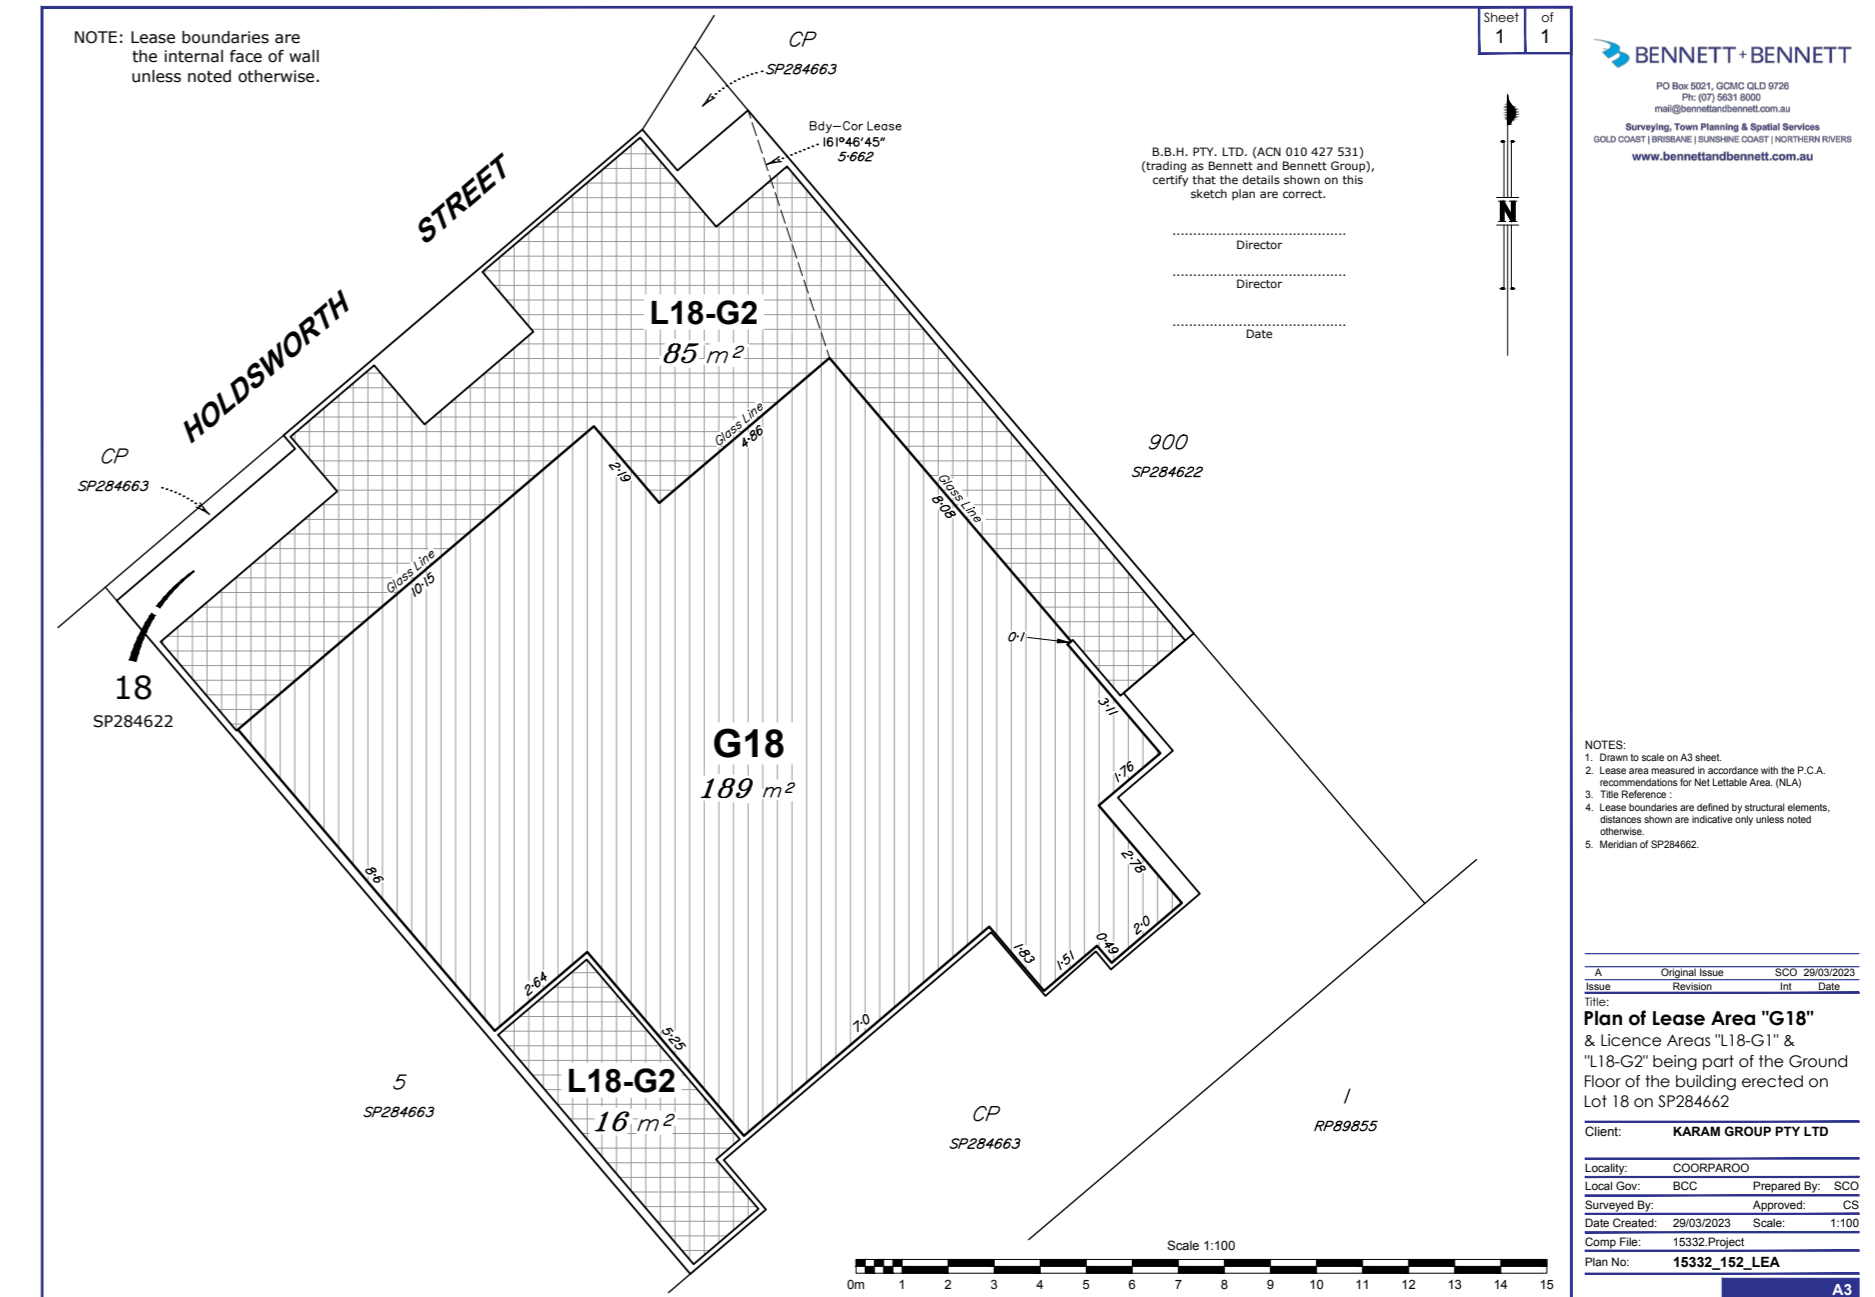 NOTE: Lease boundaries are
the internal face of wall
unless noted otherwise.
CP
SP284663
Bdy-Cor Lease
161°46'45"
5·662
HOLDSWORTH STREET
L18-G2
85 m²
Glass Line
4·86
2·19
Glass Line
8·08
Glass Line
10·15
CP
SP284663
18
SP284622
900
SP284622
0·1
3·11
1·76
2·78
2·0
0·49
1·51
1·83
7·0
5·25
2·64
8·6
G18
189 m²
L18-G2
16 m²
5
SP284663
CP
SP284663
1
RP89855
B.B.H. PTY. LTD. (ACN 010 427 531)
(trading as Bennett and Bennett Group),
certify that the details shown on this
sketch plan are correct.
Director
Director
Date
N
Scale 1:100
0m 1 2 3 4 5 6 7 8 9 10 11 12 13 14 15
Sheet of
1 1
BENNETT + BENNETT
PO Box 5021, GCMC QLD 9726
Ph: (07) 5631 8000
mail@bennettandbennett.com.au
Surveying, Town Planning & Spatial Services
GOLD COAST | BRISBANE | SUNSHINE COAST | NORTHERN RIVERS
www.bennettandbennett.com.au
NOTES:
1. Drawn to scale on A3 sheet.
2. Lease area measured in accordance with the P.C.A.
recommendations for Net Lettable Area. (NLA)
3. Title Reference :
4. Lease boundaries are defined by structural elements,
distances shown are indicative only unless noted
otherwise.
5. Meridian of SP284662.
A Original Issue SCO 29/03/2023
Issue Revision Int Date
Title:
Plan of Lease Area "G18"
& Licence Areas "L18-G1" &
"L18-G2" being part of the Ground
Floor of the building erected on
Lot 18 on SP284662
Client: KARAM GROUP PTY LTD
Locality: COORPAROO
Local Gov: BCC Prepared By: SCO
Surveyed By: Approved: CS
Date Created: 29/03/2023 Scale: 1:100
Comp File: 15332.Project
Plan No: 15332_152_LEA
A3